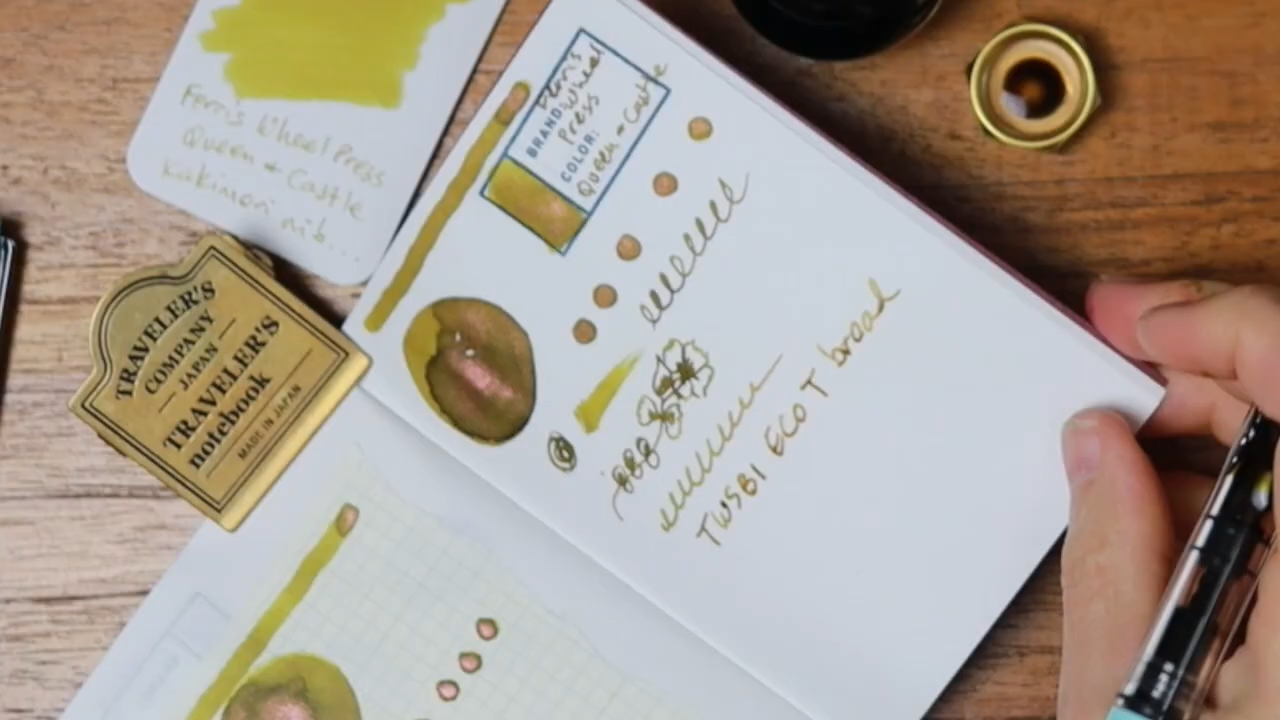 Ferris Wheel Press
Queen + Castle
Kakimori nib...
TRAVELER'S
COMPANY
JAPAN
TRAVELER'S
notebook
MADE IN JAPAN
BRAND: Ferris
Wheel
Press
COLOR:
Queen + Castle
TWSBI ECO T broad